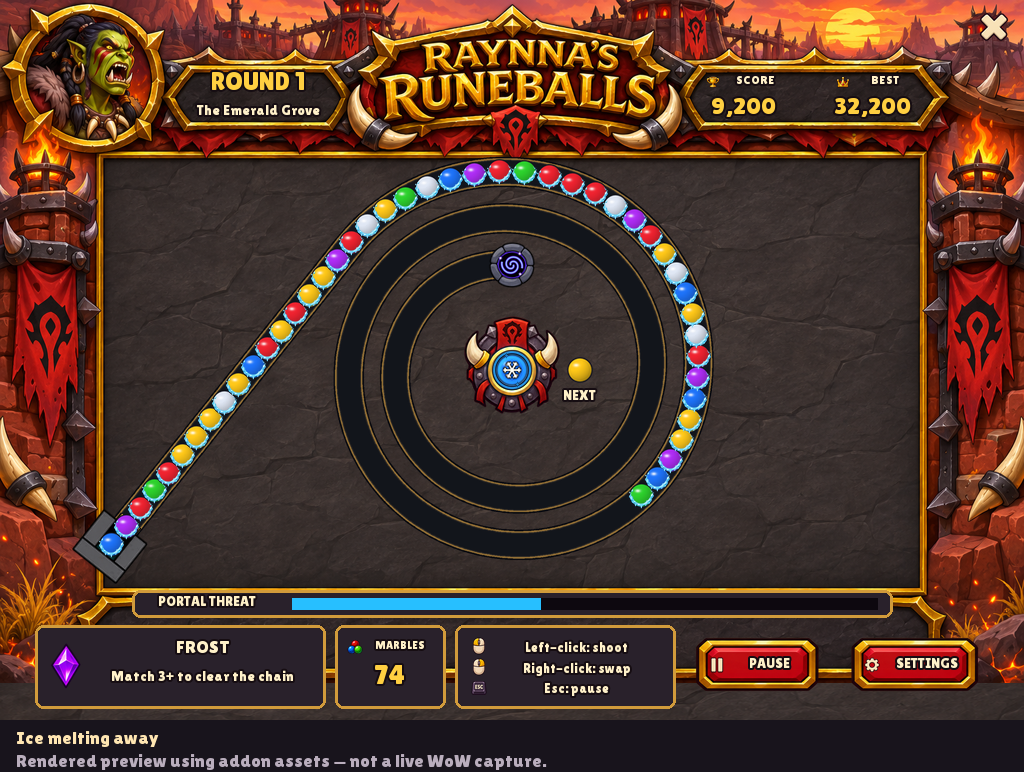 RAYNNA'S
RUNEBALLS
ROUND 1
The Emerald Grove
SCORE
9,200
BEST
32,200
NEXT
PORTAL THREAT
FROST
Match 3+ to clear the chain
MARBLES
74
Left-click: shoot
Right-click: swap
ESC
Esc: pause
PAUSE
SETTINGS
Ice melting away
Rendered preview using addon assets — not a live WoW capture.